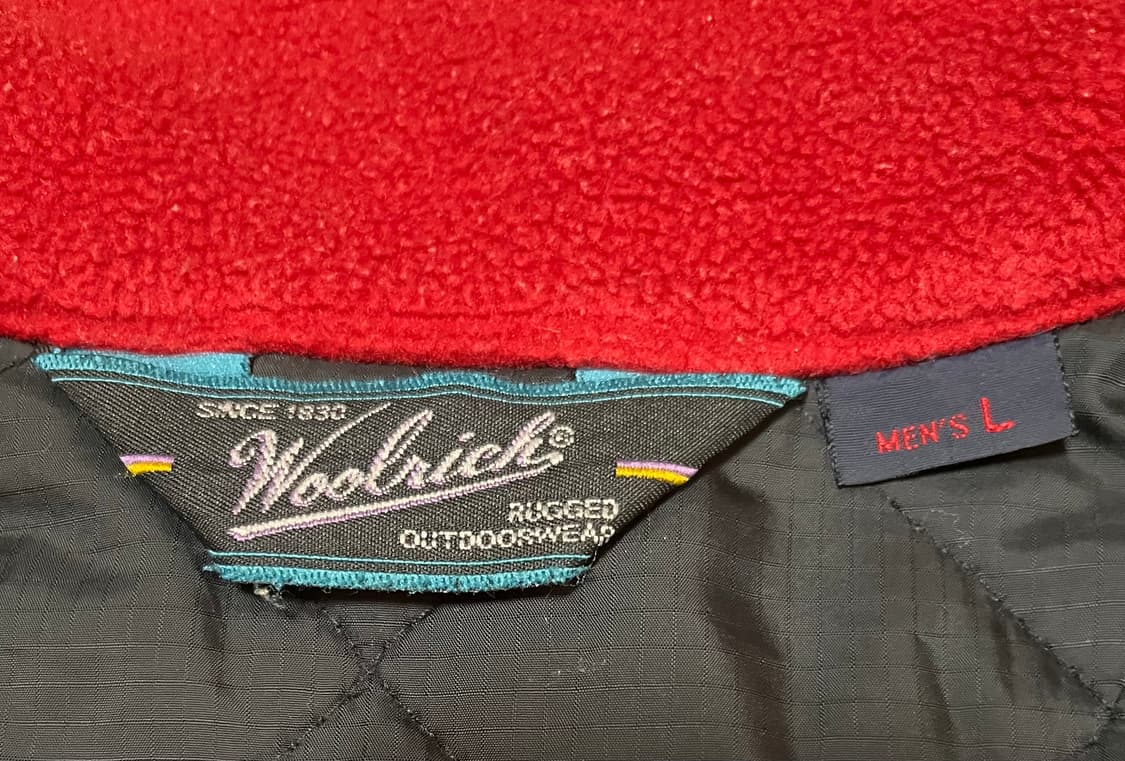 SINCE 1830
Woolrich®
RUGGED
OUTDOORWEAR
MEN'S L